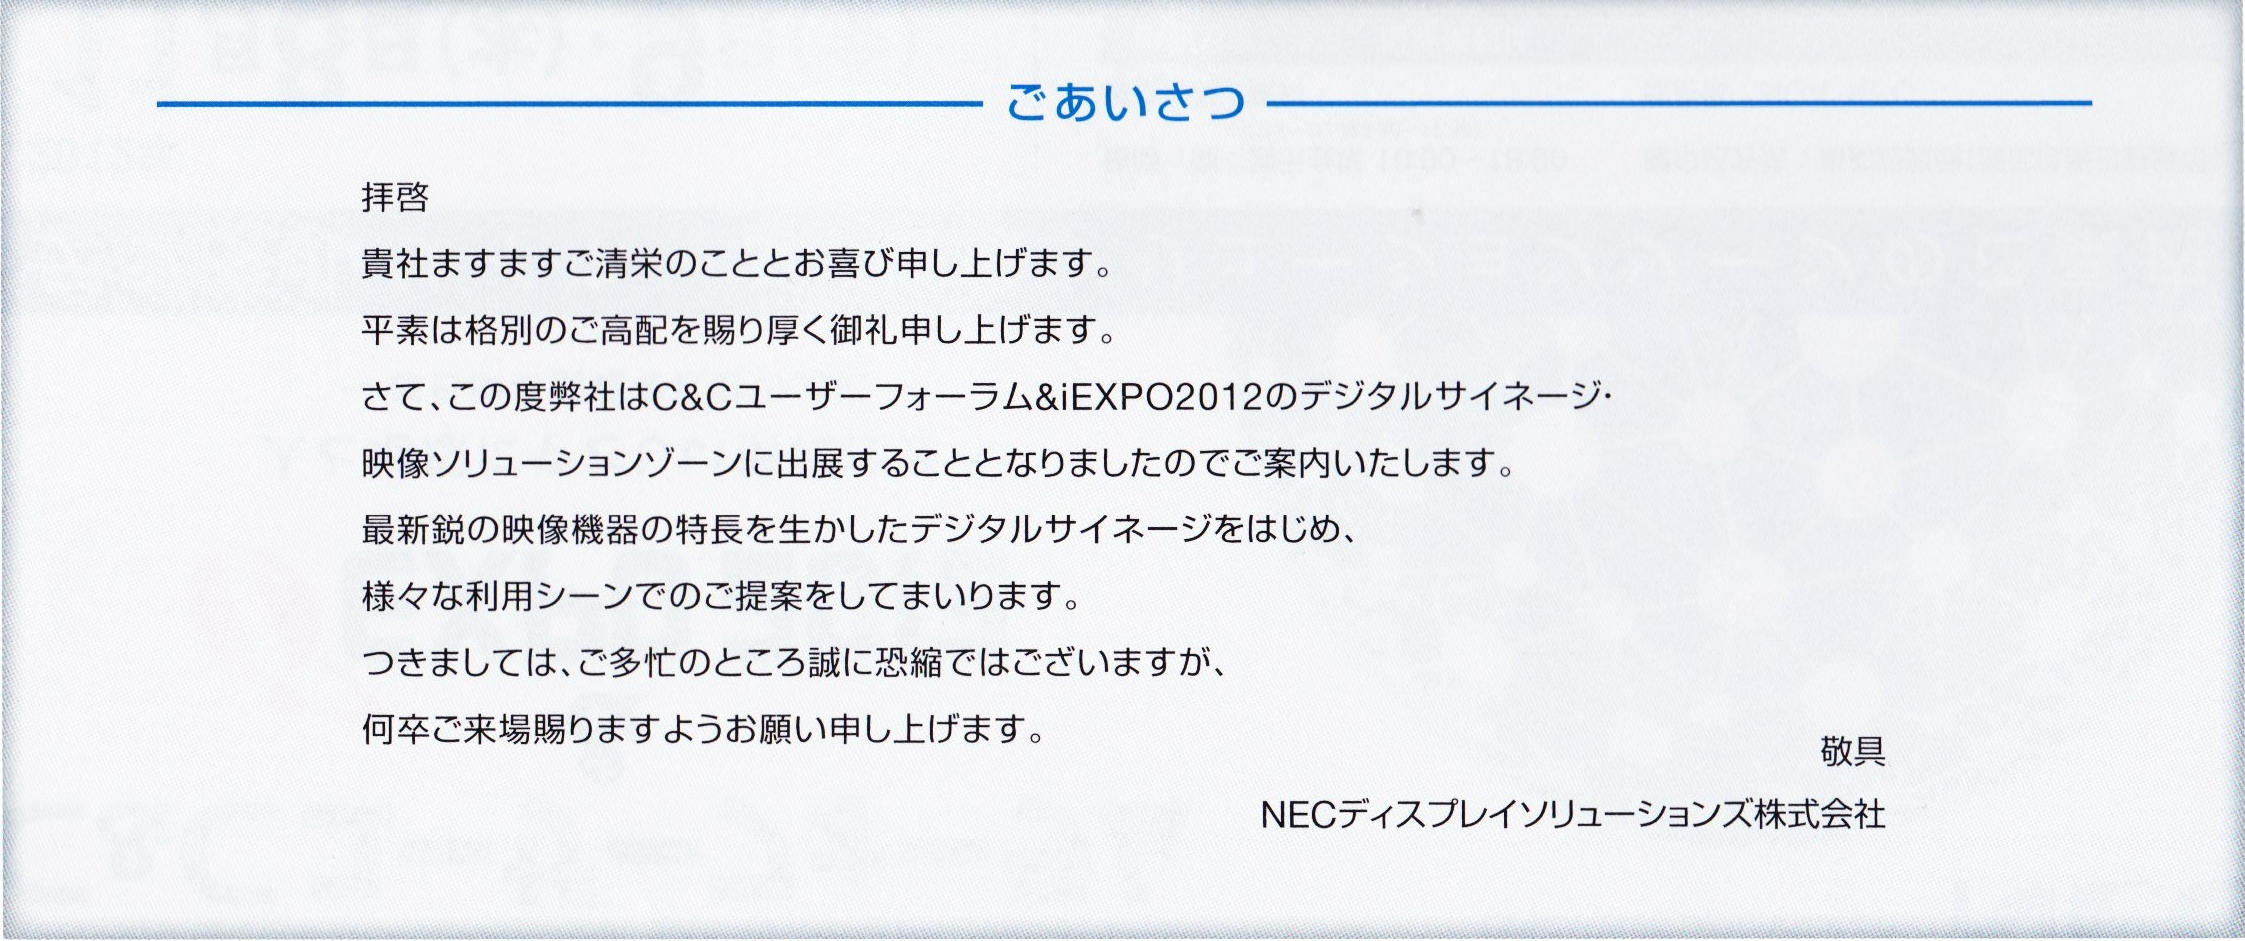 ごあいさつ
拝啓
貴社ますますご清栄のこととお喜び申し上げます。
平素は格別のご高配を賜り厚く御礼申し上げます。
さて、この度弊社はC&Cユーザーフォーラム&iEXPO2012のデジタルサイネージ・
映像ソリューションゾーンに出展することとなりましたのでご案内いたします。
最新鋭の映像機器の特長を生かしたデジタルサイネージをはじめ、
様々な利用シーンでのご提案をしてまいります。
つきましては、ご多忙のところ誠に恐縮ではございますが、
何卒ご来場賜りますようお願い申し上げます。
敬具
NECディスプレイソリューションズ株式会社